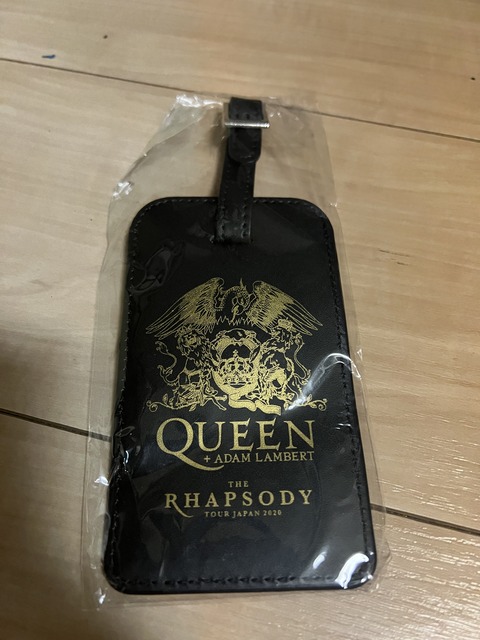 QUEEN
+ ADAM LAMBERT
THE
RHAPSODY
TOUR JAPAN 2020